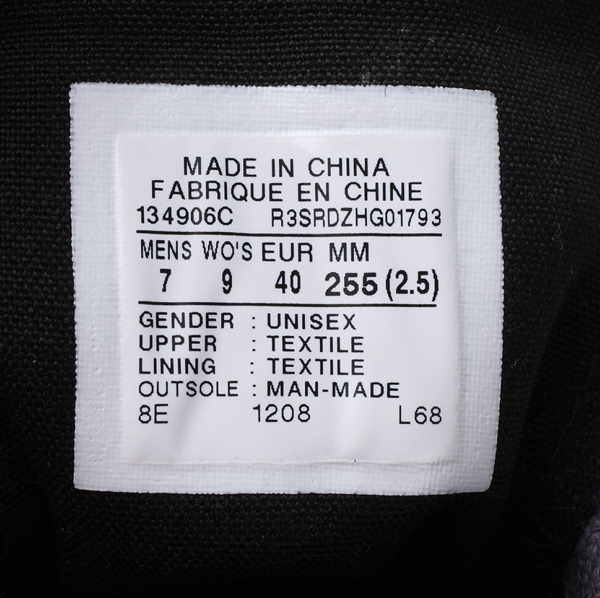 MADE IN CHINA
FABRIQUE EN CHINE
134906C R3SRDZHG01793
MENS WO'S EUR MM
7 9 40 255 (2.5)
GENDER : UNISEX
UPPER : TEXTILE
LINING : TEXTILE
OUTSOLE : MAN-MADE
8E 1208 L68